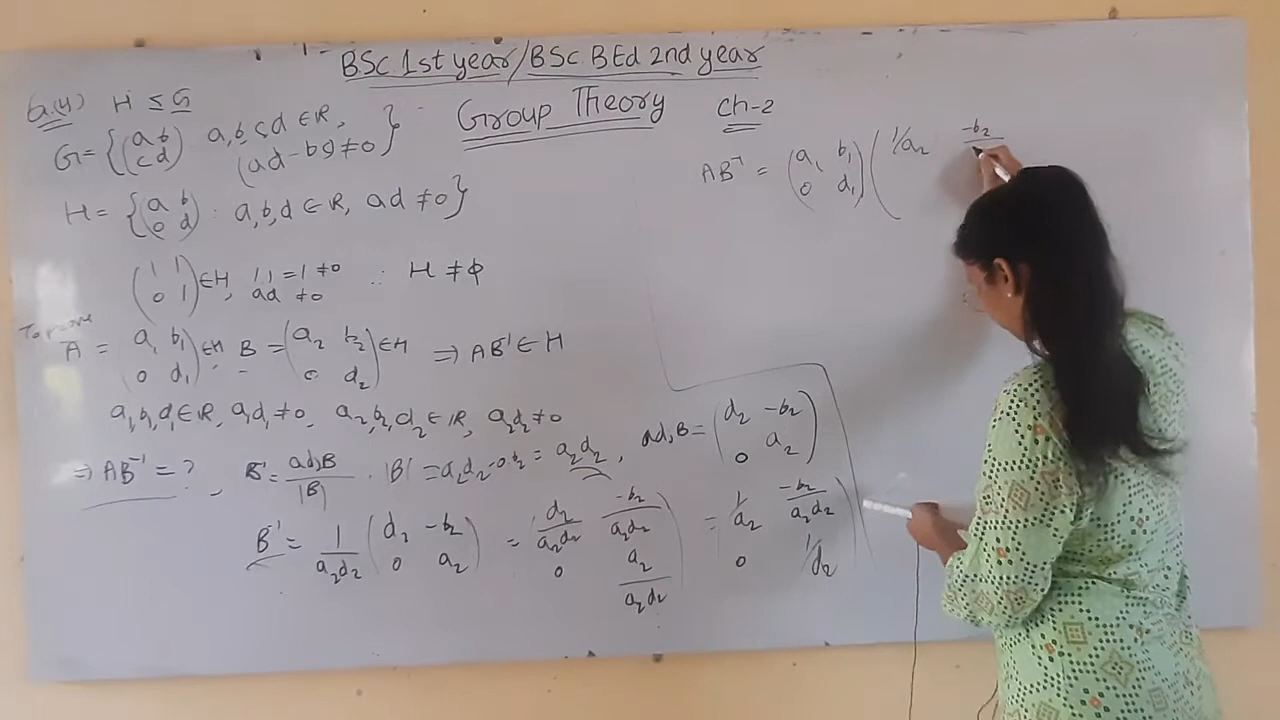 BSc 1st year/BSc BEd 2nd year
Group Theory Ch-2
Q.(4) H ≤ G
G = {(a b / c d) a,b,c,d ∈ R, (ad - bc) ≠ 0}
H = {(a b / 0 d) : a,b,d ∈ R, ad ≠ 0}
(1 1 / 0 1) ∈ H, 1.1 = 1 ≠ 0 ad ≠ 0 ∴ H ≠ φ
To prove
A = (a₁ b₁ / 0 d₁) ∈ H, B = (a₂ b₂ / 0 d₂) ∈ H ⇒ AB⁻¹ ∈ H
a₁,b₁,d₁ ∈ R, a₁d₁ ≠ 0, a₂,b₂,d₂ ∈ R, a₂d₂ ≠ 0
⇒ AB⁻¹ = ?, B⁻¹ = adjB / |B| . |B| = a₂d₂ - 0.b₂ = a₂d₂, adjB = (d₂ -b₂ / 0 a₂)
B⁻¹ = 1/a₂d₂ (d₂ -b₂ / 0 a₂) = (d₂/a₂d₂ -b₂/a₂d₂ / 0 a₂/a₂d₂) = (1/a₂ -b₂/a₂d₂ / 0 1/d₂)
AB⁻¹ = (a₁ b₁ / 0 d₁) (1/a₂ -b₂